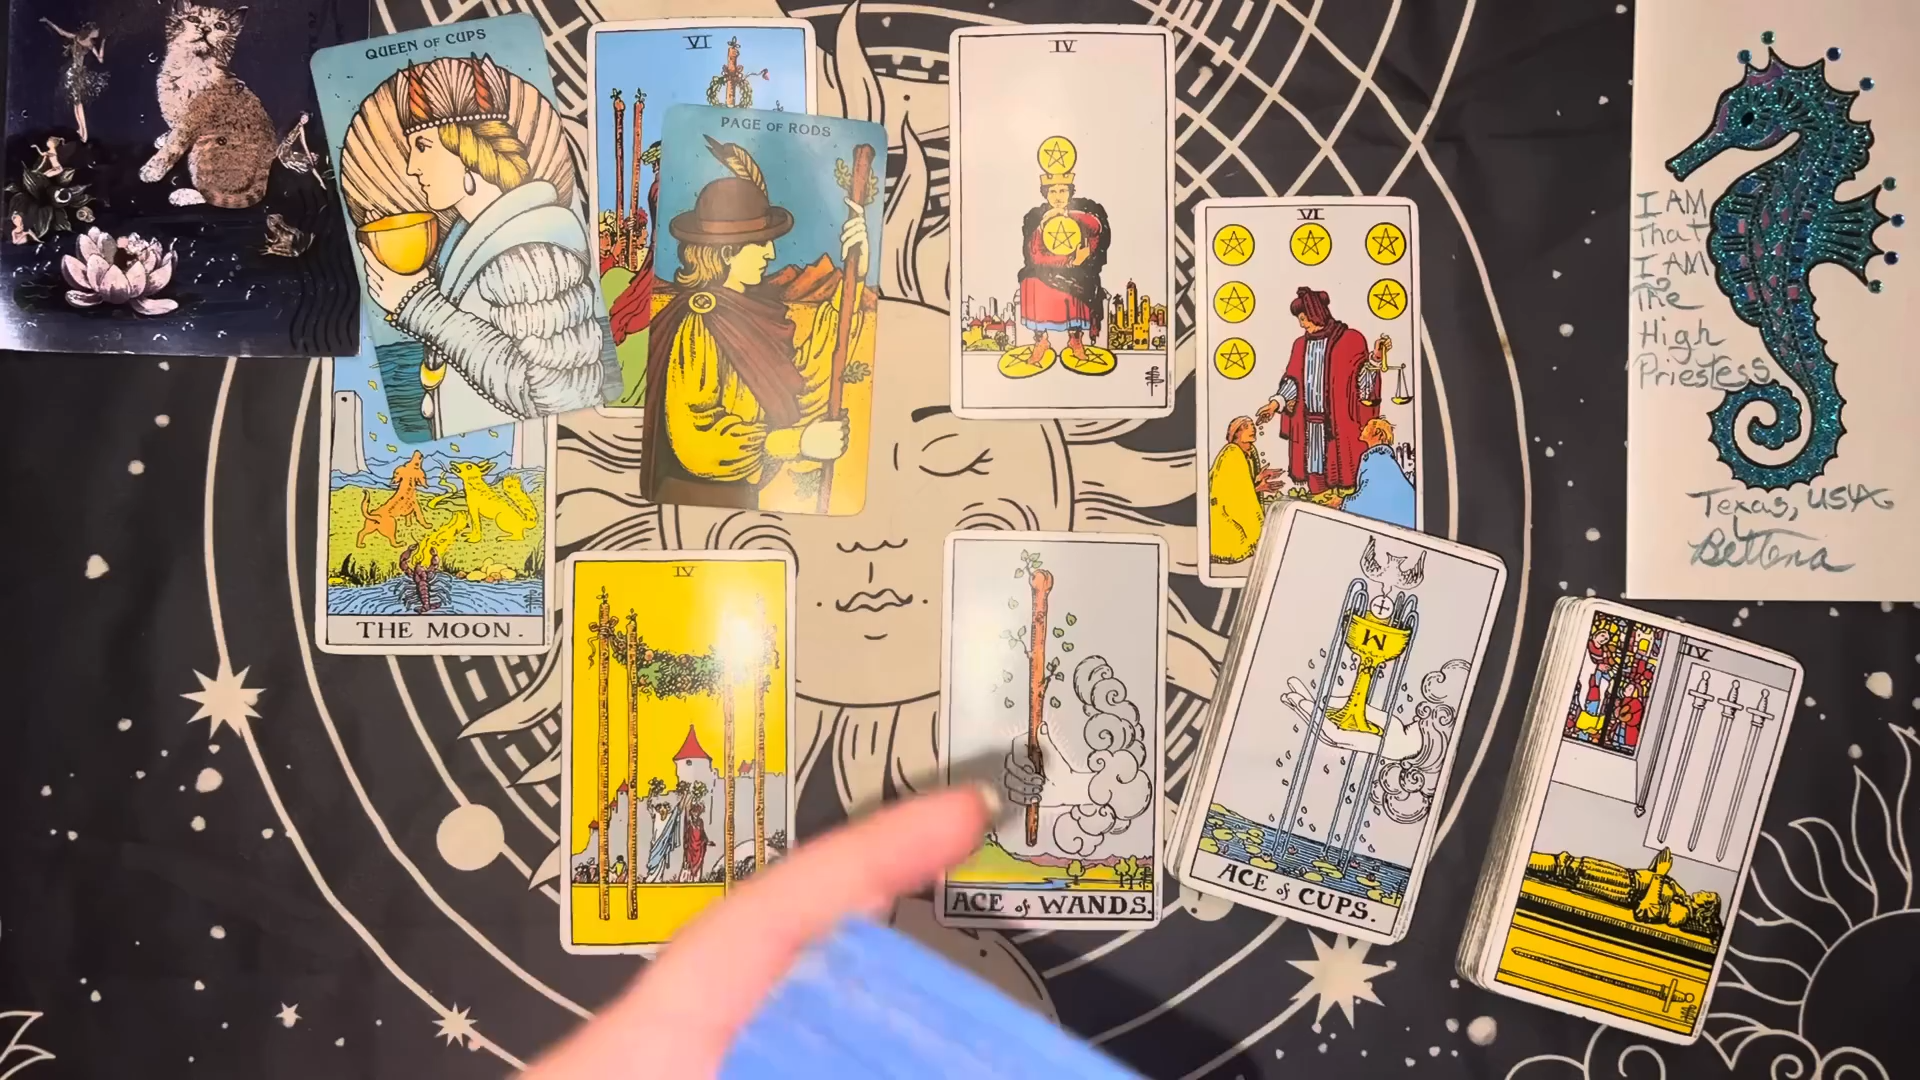 QUEEN OF CUPS
VI
IV
PAGE OF RODS
VI
I AM
That
I AM
The
High
Priestess
Texas, USA
Bettena
THE MOON.
IV
ACE of WANDS.
ACE of CUPS.
IV